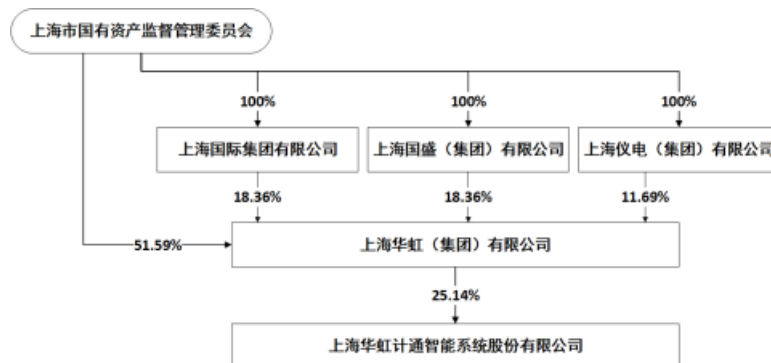 上海市国有资产监督管理委员会
100%
100%
100%
上海国际集团有限公司
上海国盛（集团）有限公司
上海仪电（集团）有限公司
18.36%
18.36%
11.69%
51.59%
上海华虹（集团）有限公司
25.14%
上海华虹计通智能系统股份有限公司